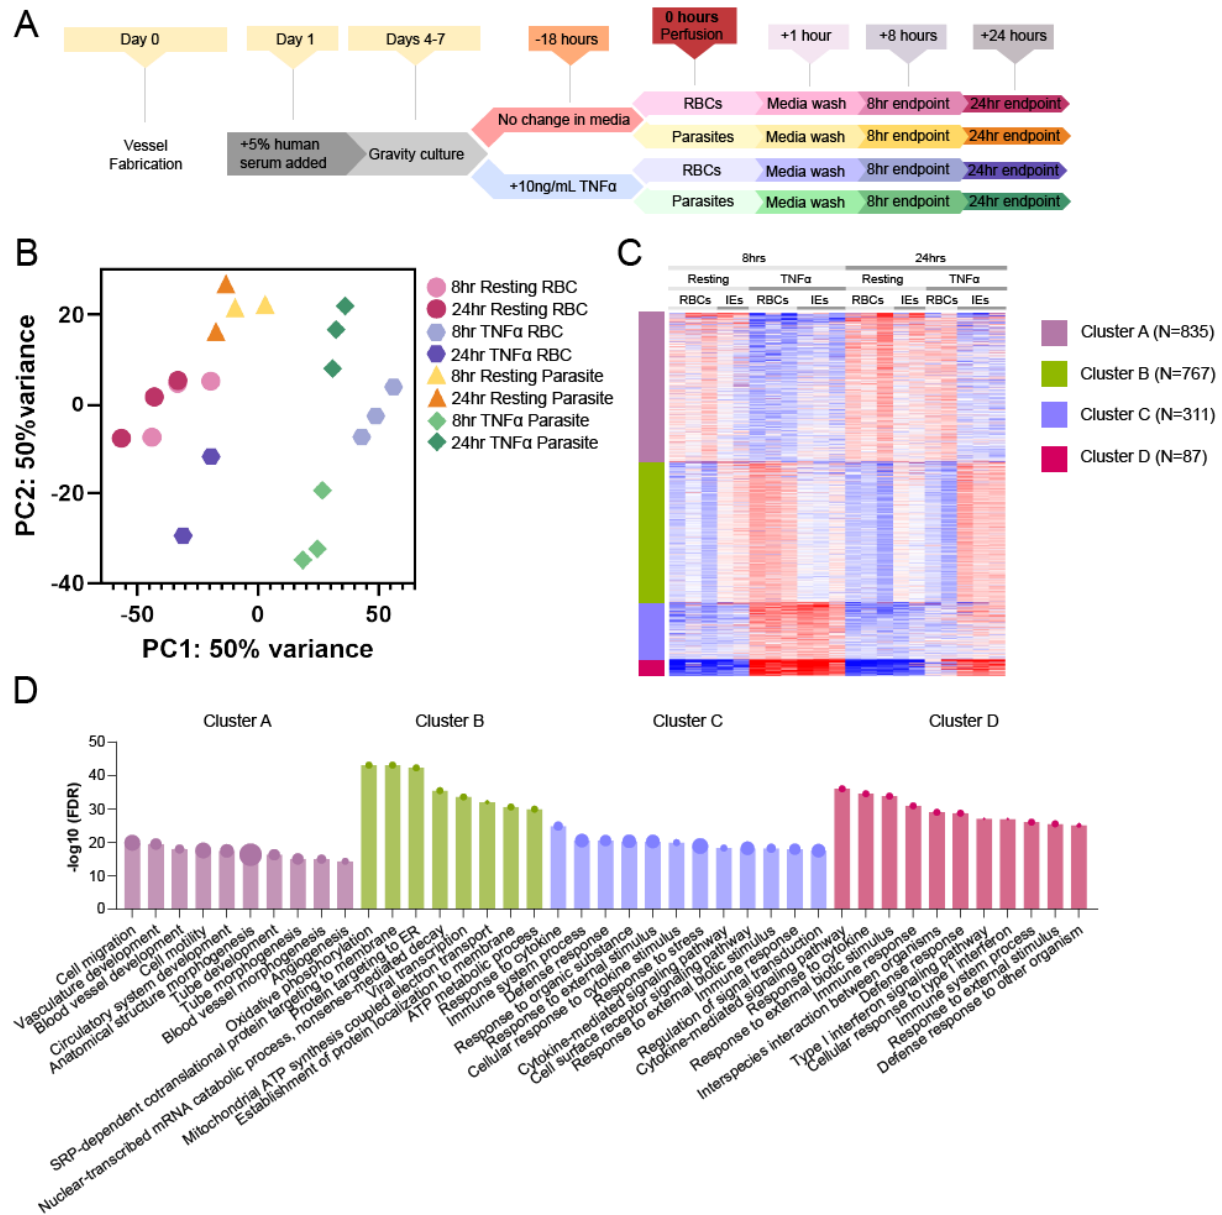 A
Day 0
Day 1
Days 4-7
-18 hours
0 hours
Perfusion
+1 hour
+8 hours
+24 hours
Vessel
Fabrication
+5% human
serum added
Gravity culture
No change in media
+10ng/mL TNFα
RBCs
Media wash
8hr endpoint
24hr endpoint
Parasites
Media wash
8hr endpoint
24hr endpoint
RBCs
Media wash
8hr endpoint
24hr endpoint
Parasites
Media wash
8hr endpoint
24hr endpoint
B
PC2: 50%variance
20
0
-20
-40
-50
0
50
PC1: 50% variance
8hr Resting RBC
24hr Resting RBC
8hr TNFα RBC
24hr TNFα RBC
8hr Resting Parasite
24hr Resting Parasite
8hr TNFα Parasite
24hr TNFα Parasite
C
8hrs
24hrs
Resting
TNFα
Resting
TNFα
RBCs
IEs
RBCs
IEs
RBCs
IEs
RBCs
IEs
Cluster A (N=835)
Cluster B (N=767)
Cluster C (N=311)
Cluster D (N=87)
D
Cluster A
Cluster B
Cluster C
Cluster D
-log10 (FDR)
50
40
30
20
10
0
Cell migration
Vasculature development
Blood vessel development
Cell motility
Circulatory system development
Anatomical structure morphogenesis
Tube development
Tube morphogenesis
Blood vessel morphogenesis
Angiogenesis
Oxidative phosphorylation
SRP-dependent cotranslational protein targeting to membrane
Protein targeting to ER
Nuclear-transcribed mRNA catabolic process, nonsense-mediated decay
Viral transcription
Mitochondrial ATP synthesis coupled electron transport
Establishment of protein localization to membrane
ATP metabolic process
Response to cytokine
Immune system process
Defense response
Response to organic substance
Response to external stimulus
Cellular response to cytokine stimulus
Response to stress
Cytokine-mediated signaling pathway
Cell surface receptor signaling pathway
Response to external biotic stimulus
Immune response
Regulation of signal transduction
Cytokine-mediated signaling pathway
Response to cytokine
Response to external biotic stimulus
Immune response
Interspecies interaction between organisms
Defense response
Type I interferon signaling pathway
Cellular response to type I interferon
Immune system process
Response to external stimulus
Defense response to other organism